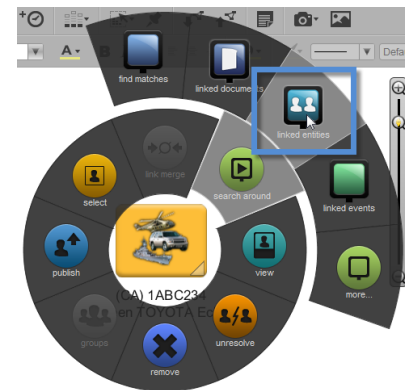 A
Defa
find matches
linked documents
linked entities
link merge
select
search around
linked events
publish
view
more...
(CA) 1ABC234
en TOYOTA Ec
groups
unresolve
remove